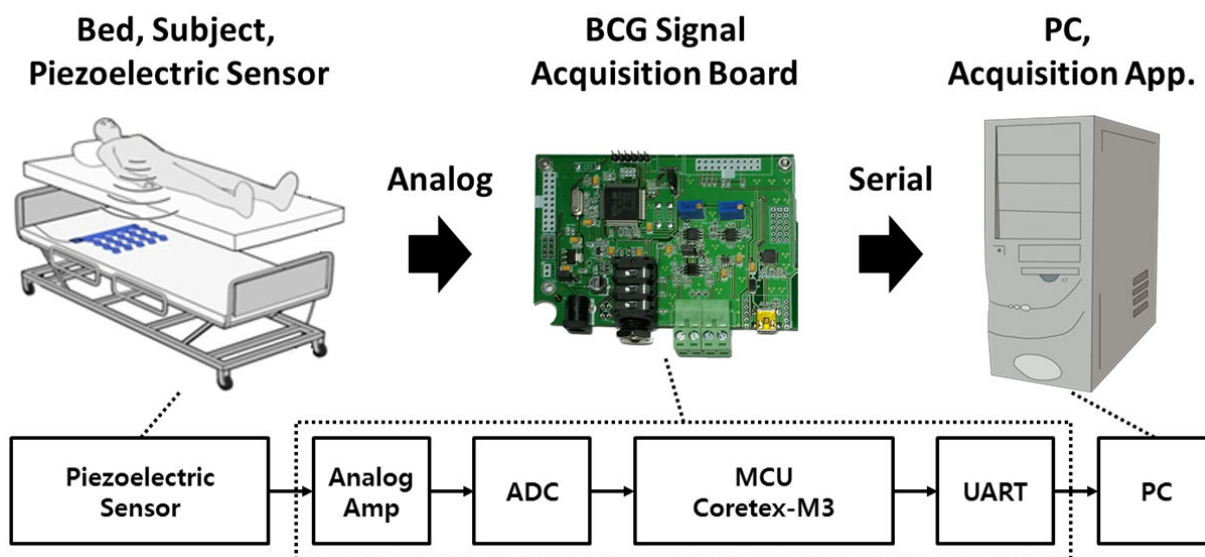 Bed, Subject,
Piezoelectric Sensor
BCG Signal
Acquisition Board
PC,
Acquisition App.
Analog
Serial
Piezoelectric
Sensor
Analog
Amp
ADC
MCU
Coretex-M3
UART
PC